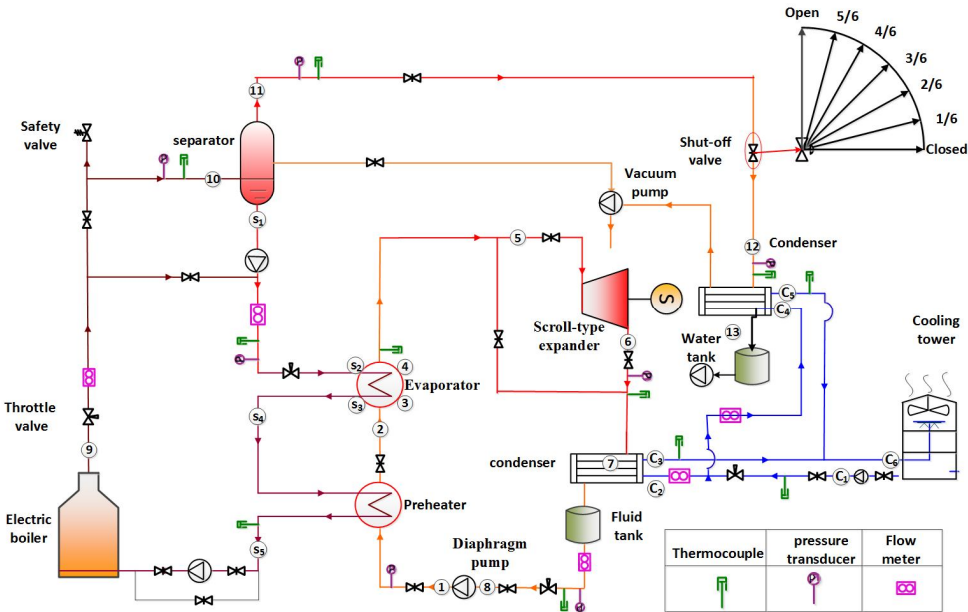 Open
5/6
4/6
3/6
2/6
1/6
Closed
11
Safety
valve
separator
Shut-off
valve
10
Vacuum
pump
S1
5
12
Condenser
C5
C4
S
Scroll-type
expander
6
13
Water
tank
Cooling
tower
S2
4
Evaporator
S3
3
Throttle
valve
S4
2
9
condenser
7
C3
C6
C2
C1
Electric
boiler
Preheater
Fluid
tank
S5
Diaphragm
pump
1
8
Thermocouple
pressure
transducer
Flow
meter
P